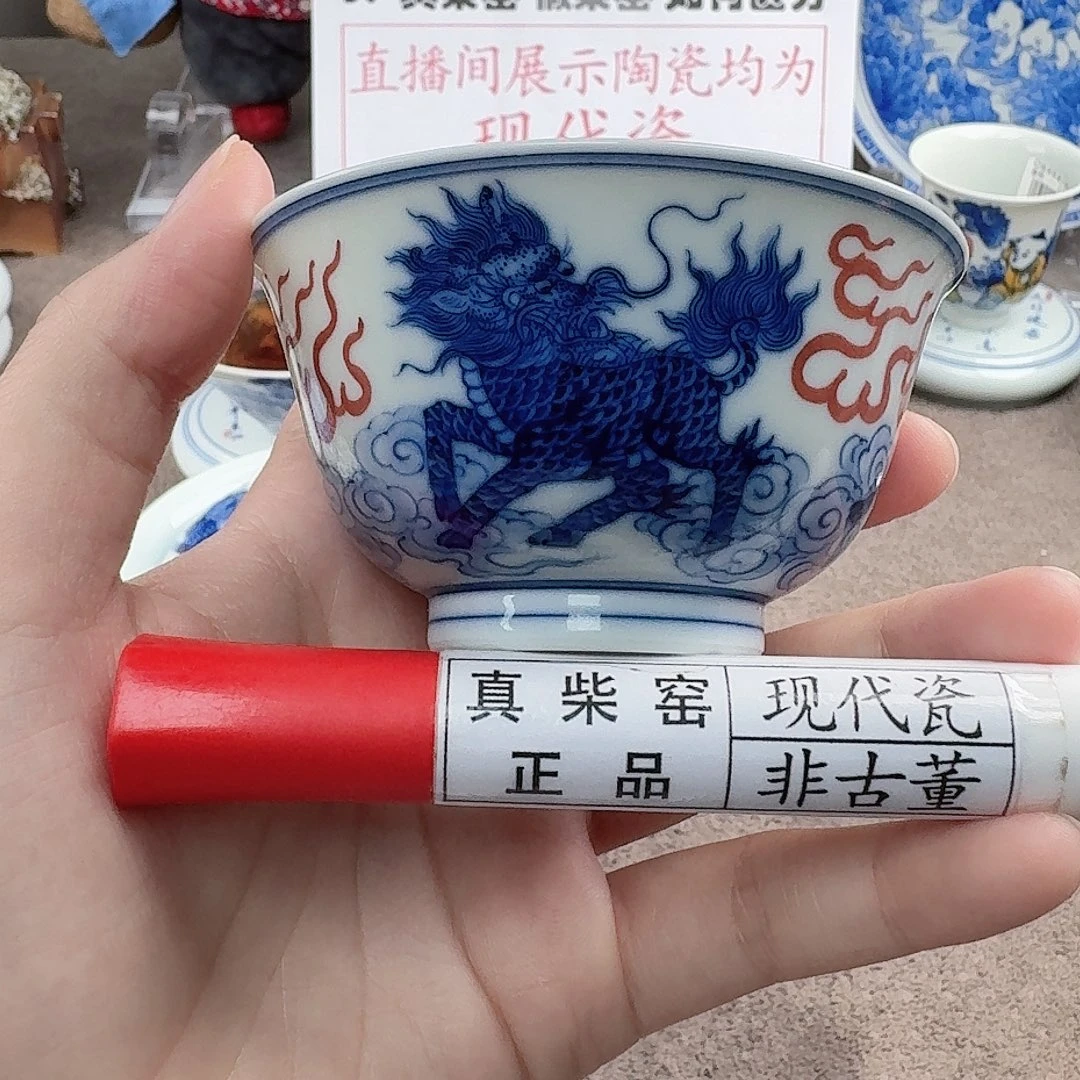 直播间展示陶瓷均为
现代瓷
真柴窑
正品
现代瓷
非古董